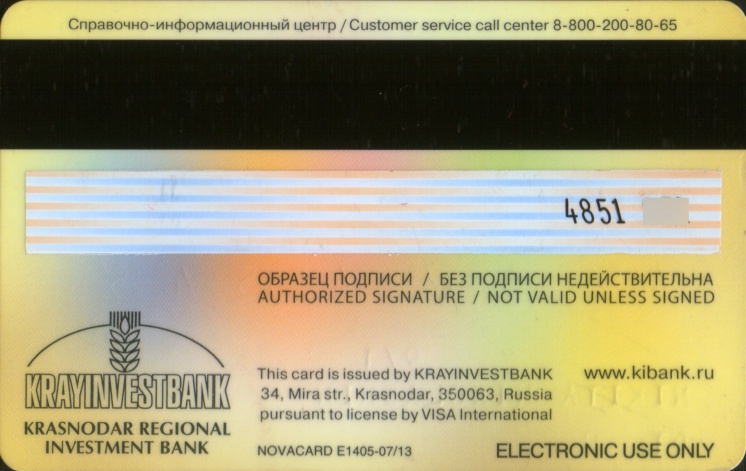 Справочно-информационный центр / Customer service call center 8-800-200-80-65
4851
ОБРАЗЕЦ ПОДПИСИ / БЕЗ ПОДПИСИ НЕДЕЙСТВИТЕЛЬНА
AUTHORIZED SIGNATURE / NOT VALID UNLESS SIGNED
KRAYINVESTBANK
KRASNODAR REGIONAL
INVESTMENT BANK
This card is issued by KRAYINVESTBANK
34, Mira str., Krasnodar, 350063, Russia
pursuant to license by VISA International
NOVACARD E1405-07/13
www.kibank.ru
ELECTRONIC USE ONLY